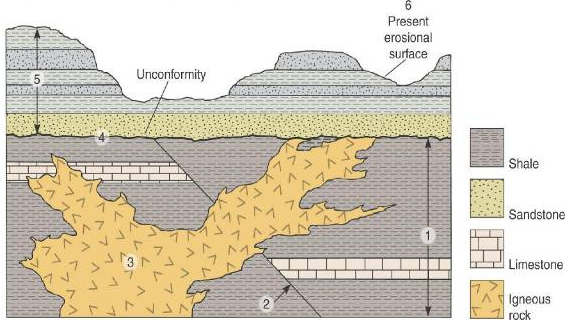 6
Present
erosional
surface
Unconformity
5
4
3
2
1
Shale
Sandstone
Limestone
Igneous
rock